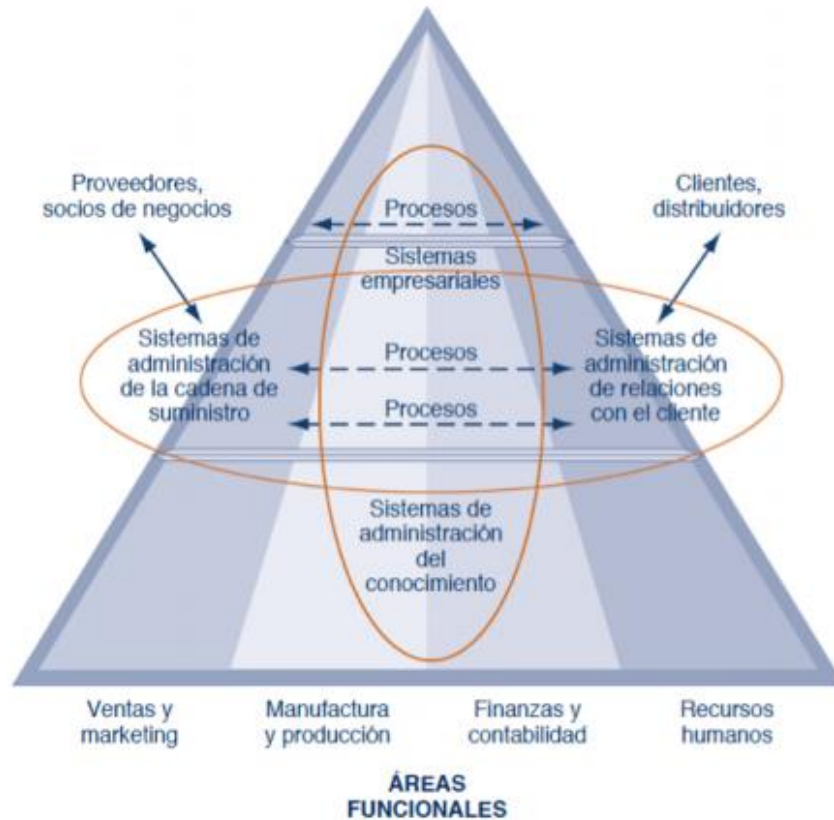 Proveedores,
socios de negocios
Clientes,
distribuidores
Procesos
Sistemas
empresariales
Sistemas de
administración
de la cadena de
suministro
Procesos
Procesos
Sistemas de
administración
de relaciones
con el cliente
Sistemas de
administración
del
conocimiento
Ventas y
marketing
Manufactura
y producción
Finanzas y
contabilidad
Recursos
humanos
ÁREAS
FUNCIONALES